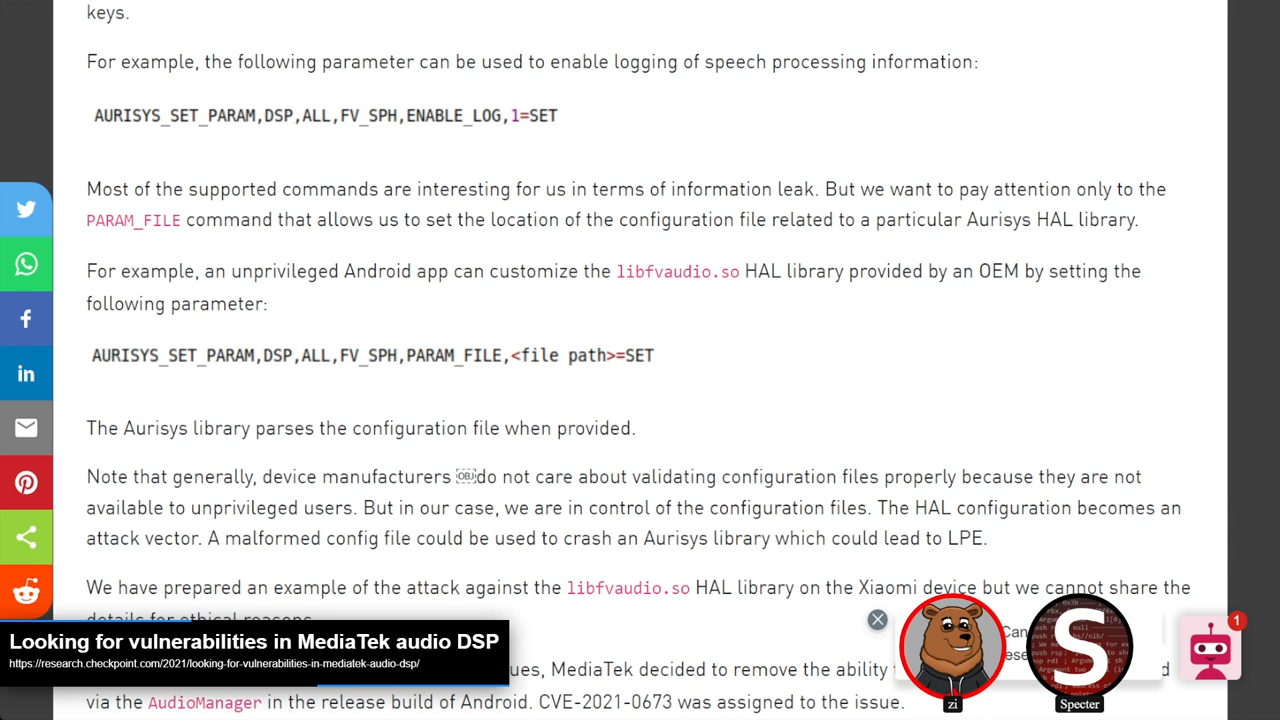 keys.
For example, the following parameter can be used to enable logging of speech processing information:
AURISYS_SET_PARAM,DSP,ALL,FV_SPH,ENABLE_LOG,1=SET
Most of the supported commands are interesting for us in terms of information leak. But we want to pay attention only to the
PARAM_FILE command that allows us to set the location of the configuration file related to a particular Aurisys HAL library.
For example, an unprivileged Android app can customize the libfvaudio.so HAL library provided by an OEM by setting the
following parameter:
AURISYS_SET_PARAM,DSP,ALL,FV_SPH,PARAM_FILE,<file path>=SET
The Aurisys library parses the configuration file when provided.
Note that generally, device manufacturers OBJ do not care about validating configuration files properly because they are not
available to unprivileged users. But in our case, we are in control of the configuration files. The HAL configuration becomes an
attack vector. A malformed config file could be used to crash an Aurisys library which could lead to LPE.
We have prepared an example of the attack against the libfvaudio.so HAL library on the Xiaomi device but we cannot share the
details for ethical reasons.
Looking for vulnerabilities in MediaTek audio DSP
https://research.checkpoint.com/2021/looking-for-vulnerabilities-in-mediatek-audio-dsp/
ues, MediaTek decided to remove the ability
via the AudioManager in the release build of Android. CVE-2021-0673 was assigned to the issue.
Can
zi
S
Specter
1